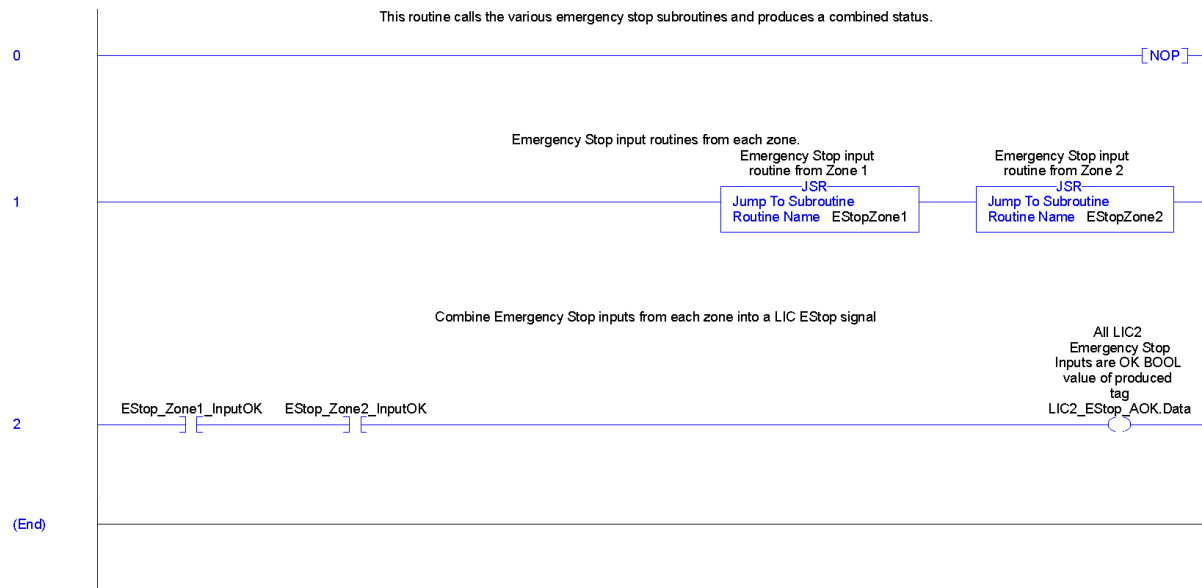 This routine calls the various emergency stop subroutines and produces a combined status.
0
NOP
Emergency Stop input routines from each zone.
Emergency Stop input
routine from Zone 1
JSR
Jump To Subroutine
Routine Name EStopZone1
Emergency Stop input
routine from Zone 2
JSR
Jump To Subroutine
Routine Name EStopZone2
1
Combine Emergency Stop inputs from each zone into a LIC EStop signal
All LIC2
Emergency Stop
Inputs are OK BOOL
value of produced
tag
LIC2_EStop_AOK.Data
EStop_Zone1_InputOK
EStop_Zone2_InputOK
2
(End)